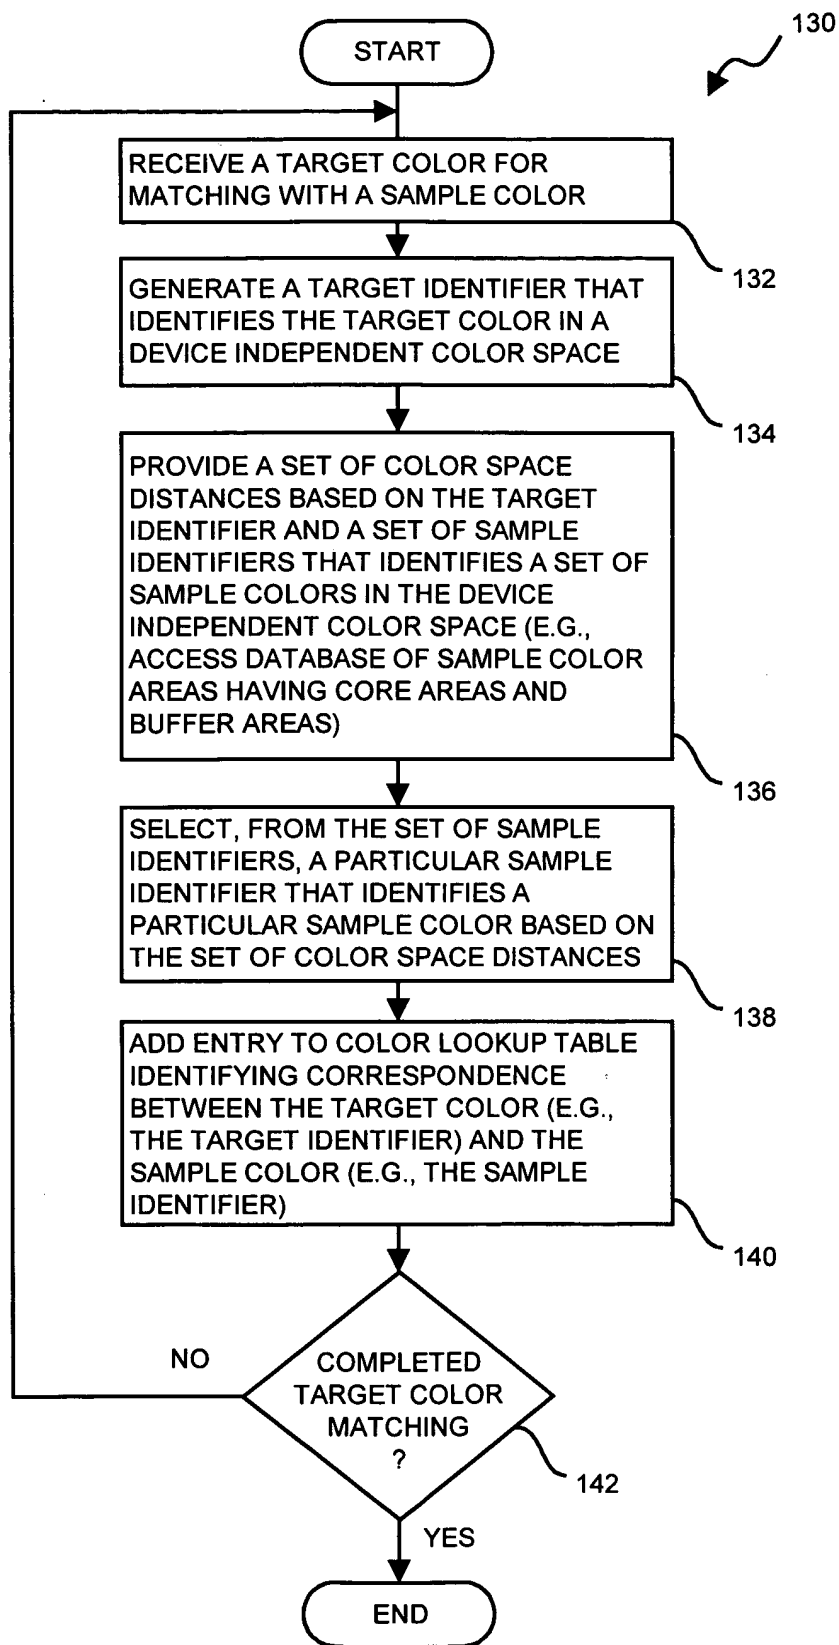 130
START
RECEIVE A TARGET COLOR FOR
MATCHING WITH A SAMPLE COLOR
132
GENERATE A TARGET IDENTIFIER THAT
IDENTIFIES THE TARGET COLOR IN A
DEVICE INDEPENDENT COLOR SPACE
134
PROVIDE A SET OF COLOR SPACE
DISTANCES BASED ON THE TARGET
IDENTIFIER AND A SET OF SAMPLE
IDENTIFIERS THAT IDENTIFIES A SET OF
SAMPLE COLORS IN THE DEVICE
INDEPENDENT COLOR SPACE (E.G.,
ACCESS DATABASE OF SAMPLE COLOR
AREAS HAVING CORE AREAS AND
BUFFER AREAS)
136
SELECT, FROM THE SET OF SAMPLE
IDENTIFIERS, A PARTICULAR SAMPLE
IDENTIFIER THAT IDENTIFIES A
PARTICULAR SAMPLE COLOR BASED ON
THE SET OF COLOR SPACE DISTANCES
138
ADD ENTRY TO COLOR LOOKUP TABLE
IDENTIFYING CORRESPONDENCE
BETWEEN THE TARGET COLOR (E.G.,
THE TARGET IDENTIFIER) AND THE
SAMPLE COLOR (E.G., THE SAMPLE
IDENTIFIER)
140
NO
COMPLETED
TARGET COLOR
MATCHING
?
142
YES
END